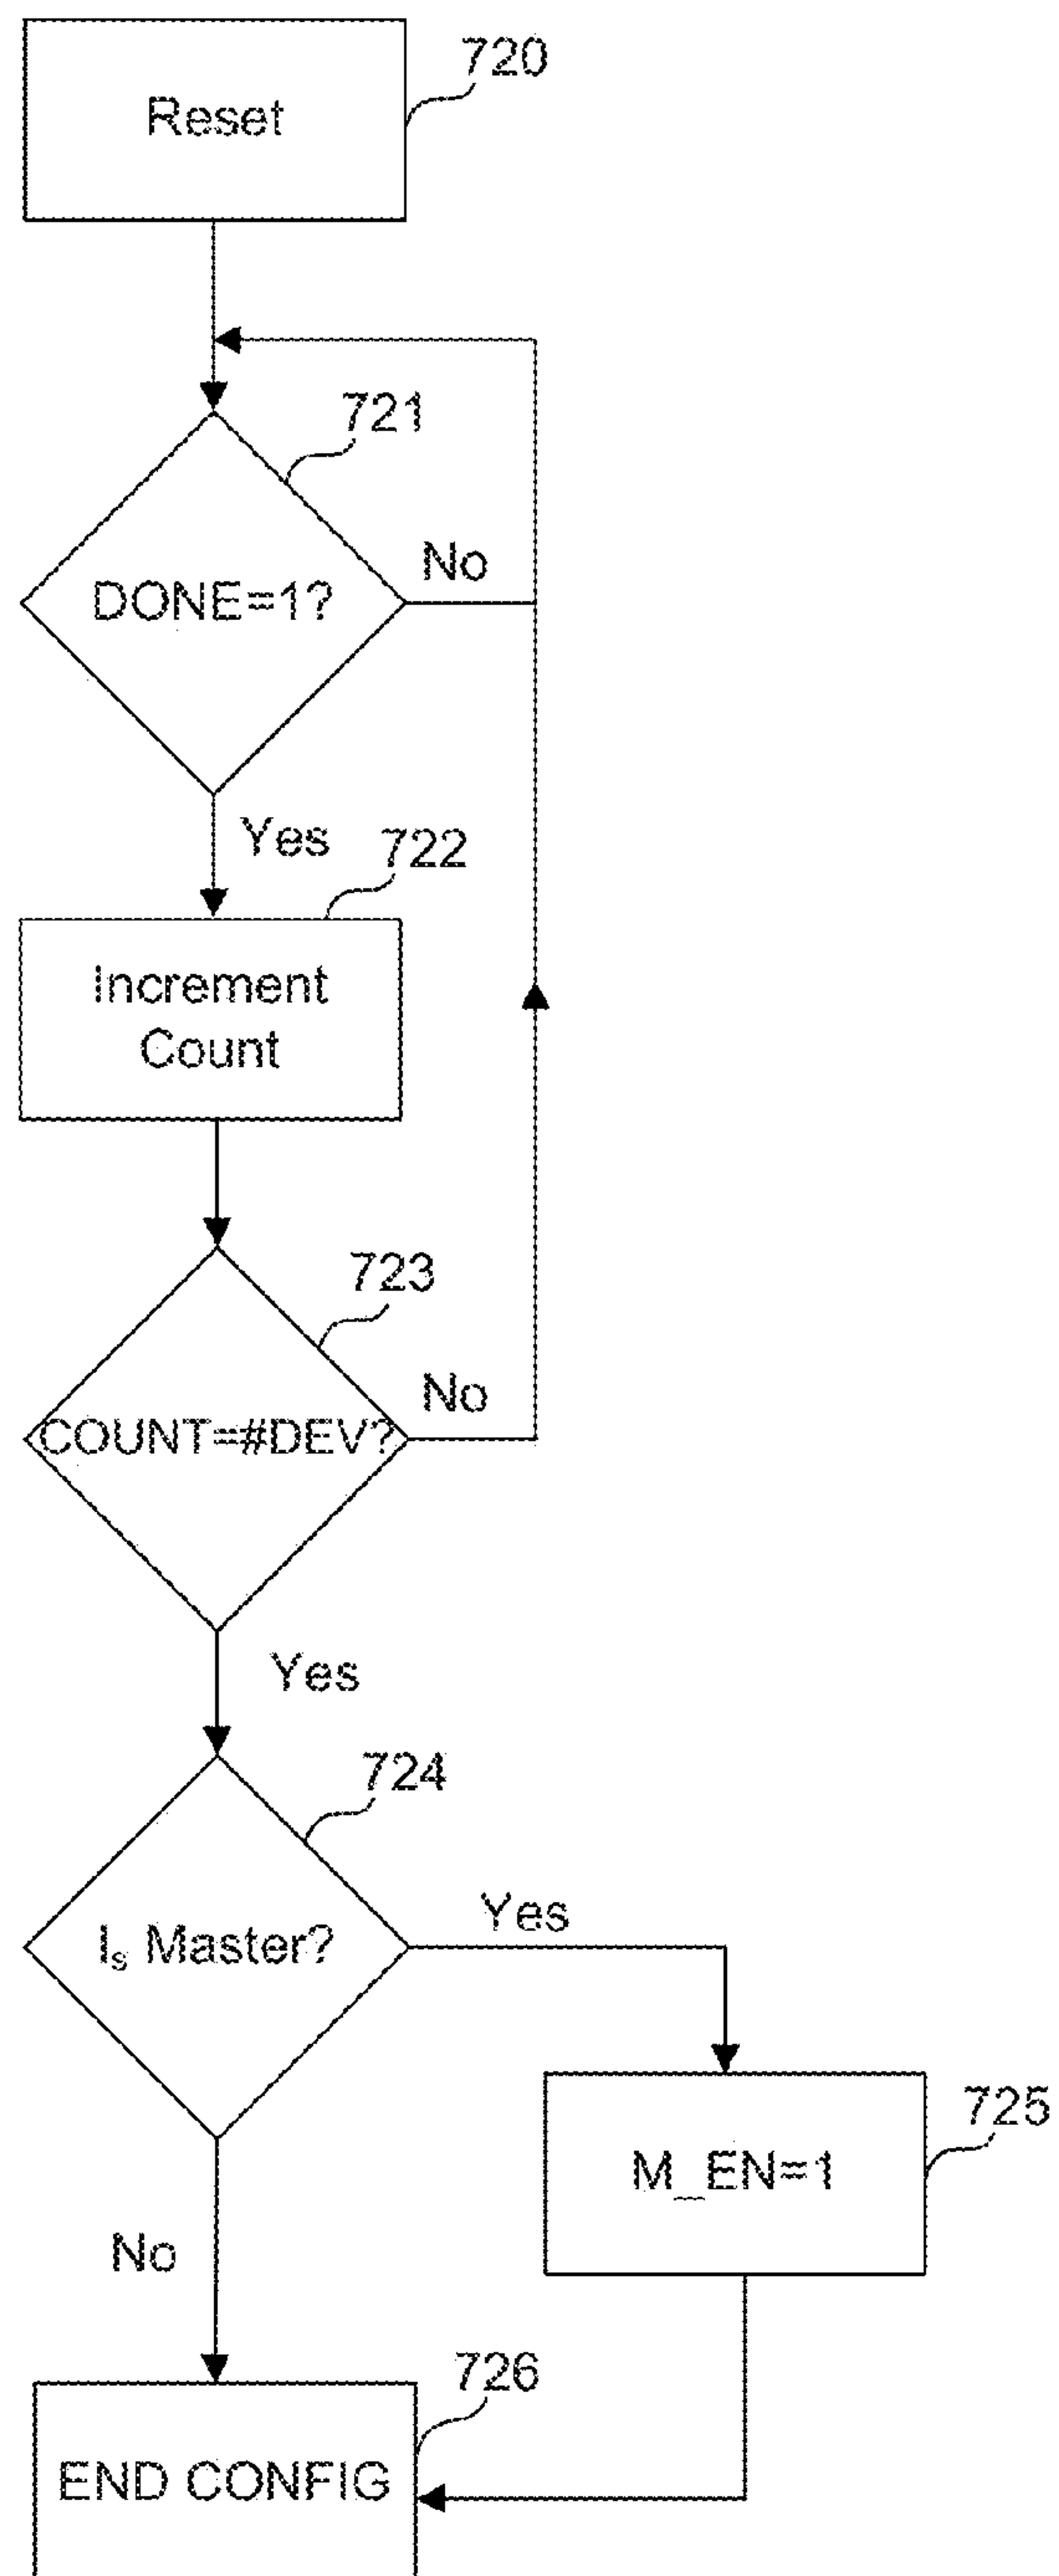 720
Reset
721
No
DONE=1?
Yes
722
Increment
Count
723
No
COUNT=#DEV?
Yes
724
Yes
Is Master?
725
M_EN=1
No
726
END CONFIG